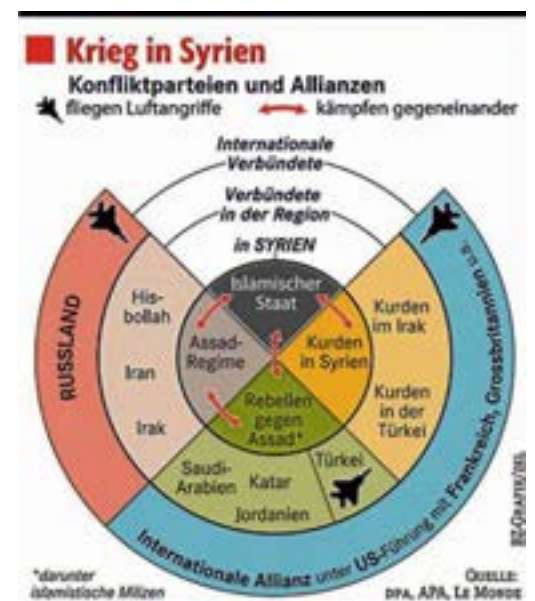 Krieg in Syrien
Konfliktparteien und Allianzen
fliegen Luftangriffe
kämpfen gegeneinander
Internationale
Verbündete
Verbündete
in der Region
in SYRIEN
Islamischer
Staat
His-
bollah
Kurden
im Irak
RUSSLAND
Assad-
Regime
Kurden
in Syrien
Iran
Irak
Kurden
in der
Türkei
Rebellen
gegen
Assad*
Saudi-
Arabien
Katar
Türkei
Jordanien
Internationale Allianz unter US-Führung mit Frankreich, Grossbritannien u.a.
*darunter
islamistische Milizen
QUELLE:
DPA, APA, LE MONDE